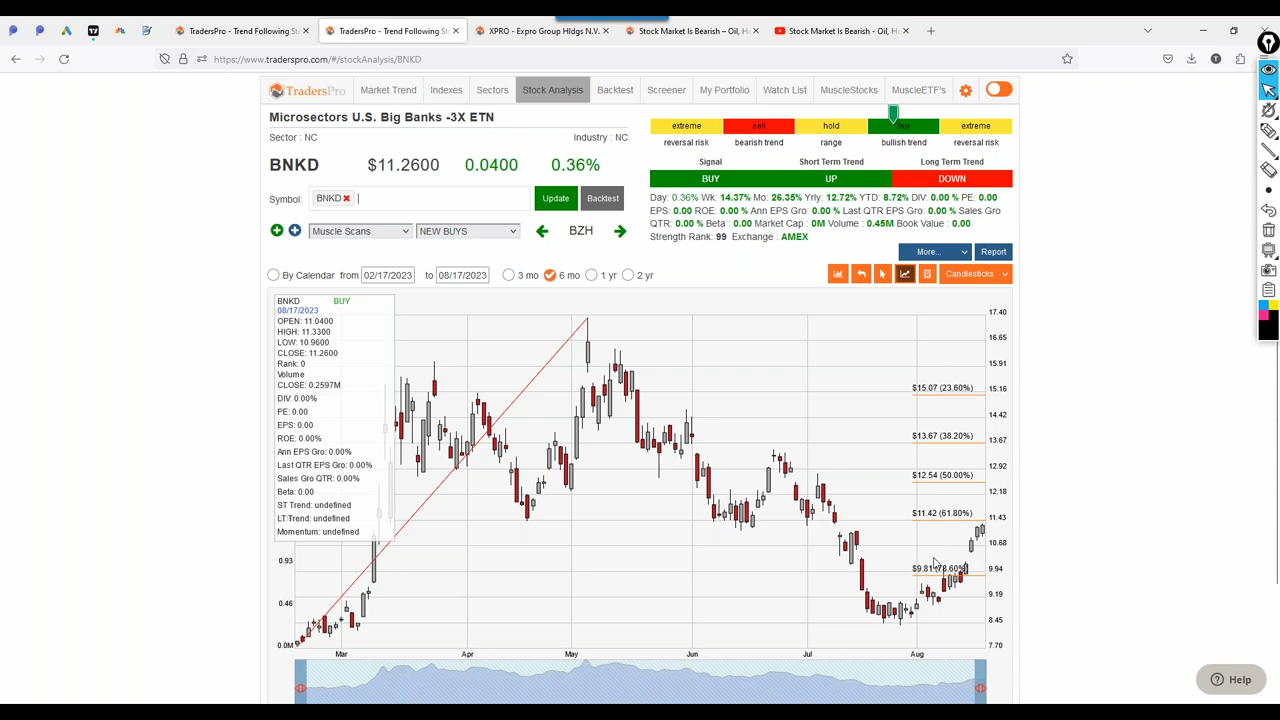 TradersPro - Trend Following St
TradersPro - Trend Following St
XPRO - Expro Group Hldgs N.V.
Stock Market Is Bearish – Oil, H
Stock Market Is Bearish - Oil, H
https://www.traderspro.com/#/stockAnalysis/BNKD
TradersPro
Market Trend
Indexes
Sectors
Stock Analysis
Backtest
Screener
My Portfolio
Watch List
MuscleStocks
MuscleETF's
Microsectors U.S. Big Banks -3X ETN
Sector : NC
Industry : NC
BNKD $11.2600 0.0400 0.36%
extreme sell hold buy extreme
reversal risk bearish trend range bullish trend reversal risk
Signal Short Term Trend Long Term Trend
BUY UP DOWN
Symbol: BNKD
Update
Backtest
Day: 0.36% Wk: 14.37% Mo: 26.35% Yrly: 12.72% YTD: 8.72% DIV: 0.00 % PE: 0.00
EPS: 0.00 ROE: 0.00 % Ann EPS Gro: 0.00% Last QTR EPS Gro: 0.00 % Sales Gro
QTR: 0.00 % Beta : 0.00 Market Cap : 0M Volume : 0.45M Book Value : 0.00
Strength Rank: 99 Exchange : AMEX
Muscle Scans
NEW BUYS
BZH
More...
Report
By Calendar from 02/17/2023 to 08/17/2023
3 mo 6 mo 1 yr 2 yr
Candlesticks
BNKD BUY
08/17/2023
OPEN: 11.0400
HIGH: 11.3300
LOW: 10.9600
CLOSE: 11.2600
Rank: 0
Volume
CLOSE: 0.2597M
DIV: 0.00%
PE: 0.00
EPS: 0.00
ROE: 0.00%
Ann EPS Gro: 0.00%
Last QTR EPS Gro: 0.00%
Sales Gro QTR: 0.00%
Beta: 0.00
ST Trend: undefined
LT Trend: undefined
Momentum: undefined
0.93
0.46
0.0M
$15.07 (23.60%)
$13.67 (38.20%)
$12.54 (50.00%)
$11.42 (61.80%)
$9.81 (78.60%)
17.40
16.65
15.91
15.16
14.42
13.67
12.92
12.18
11.43
10.68
9.94
9.19
8.45
7.70
Mar Apr May Jun Jul Aug
Help